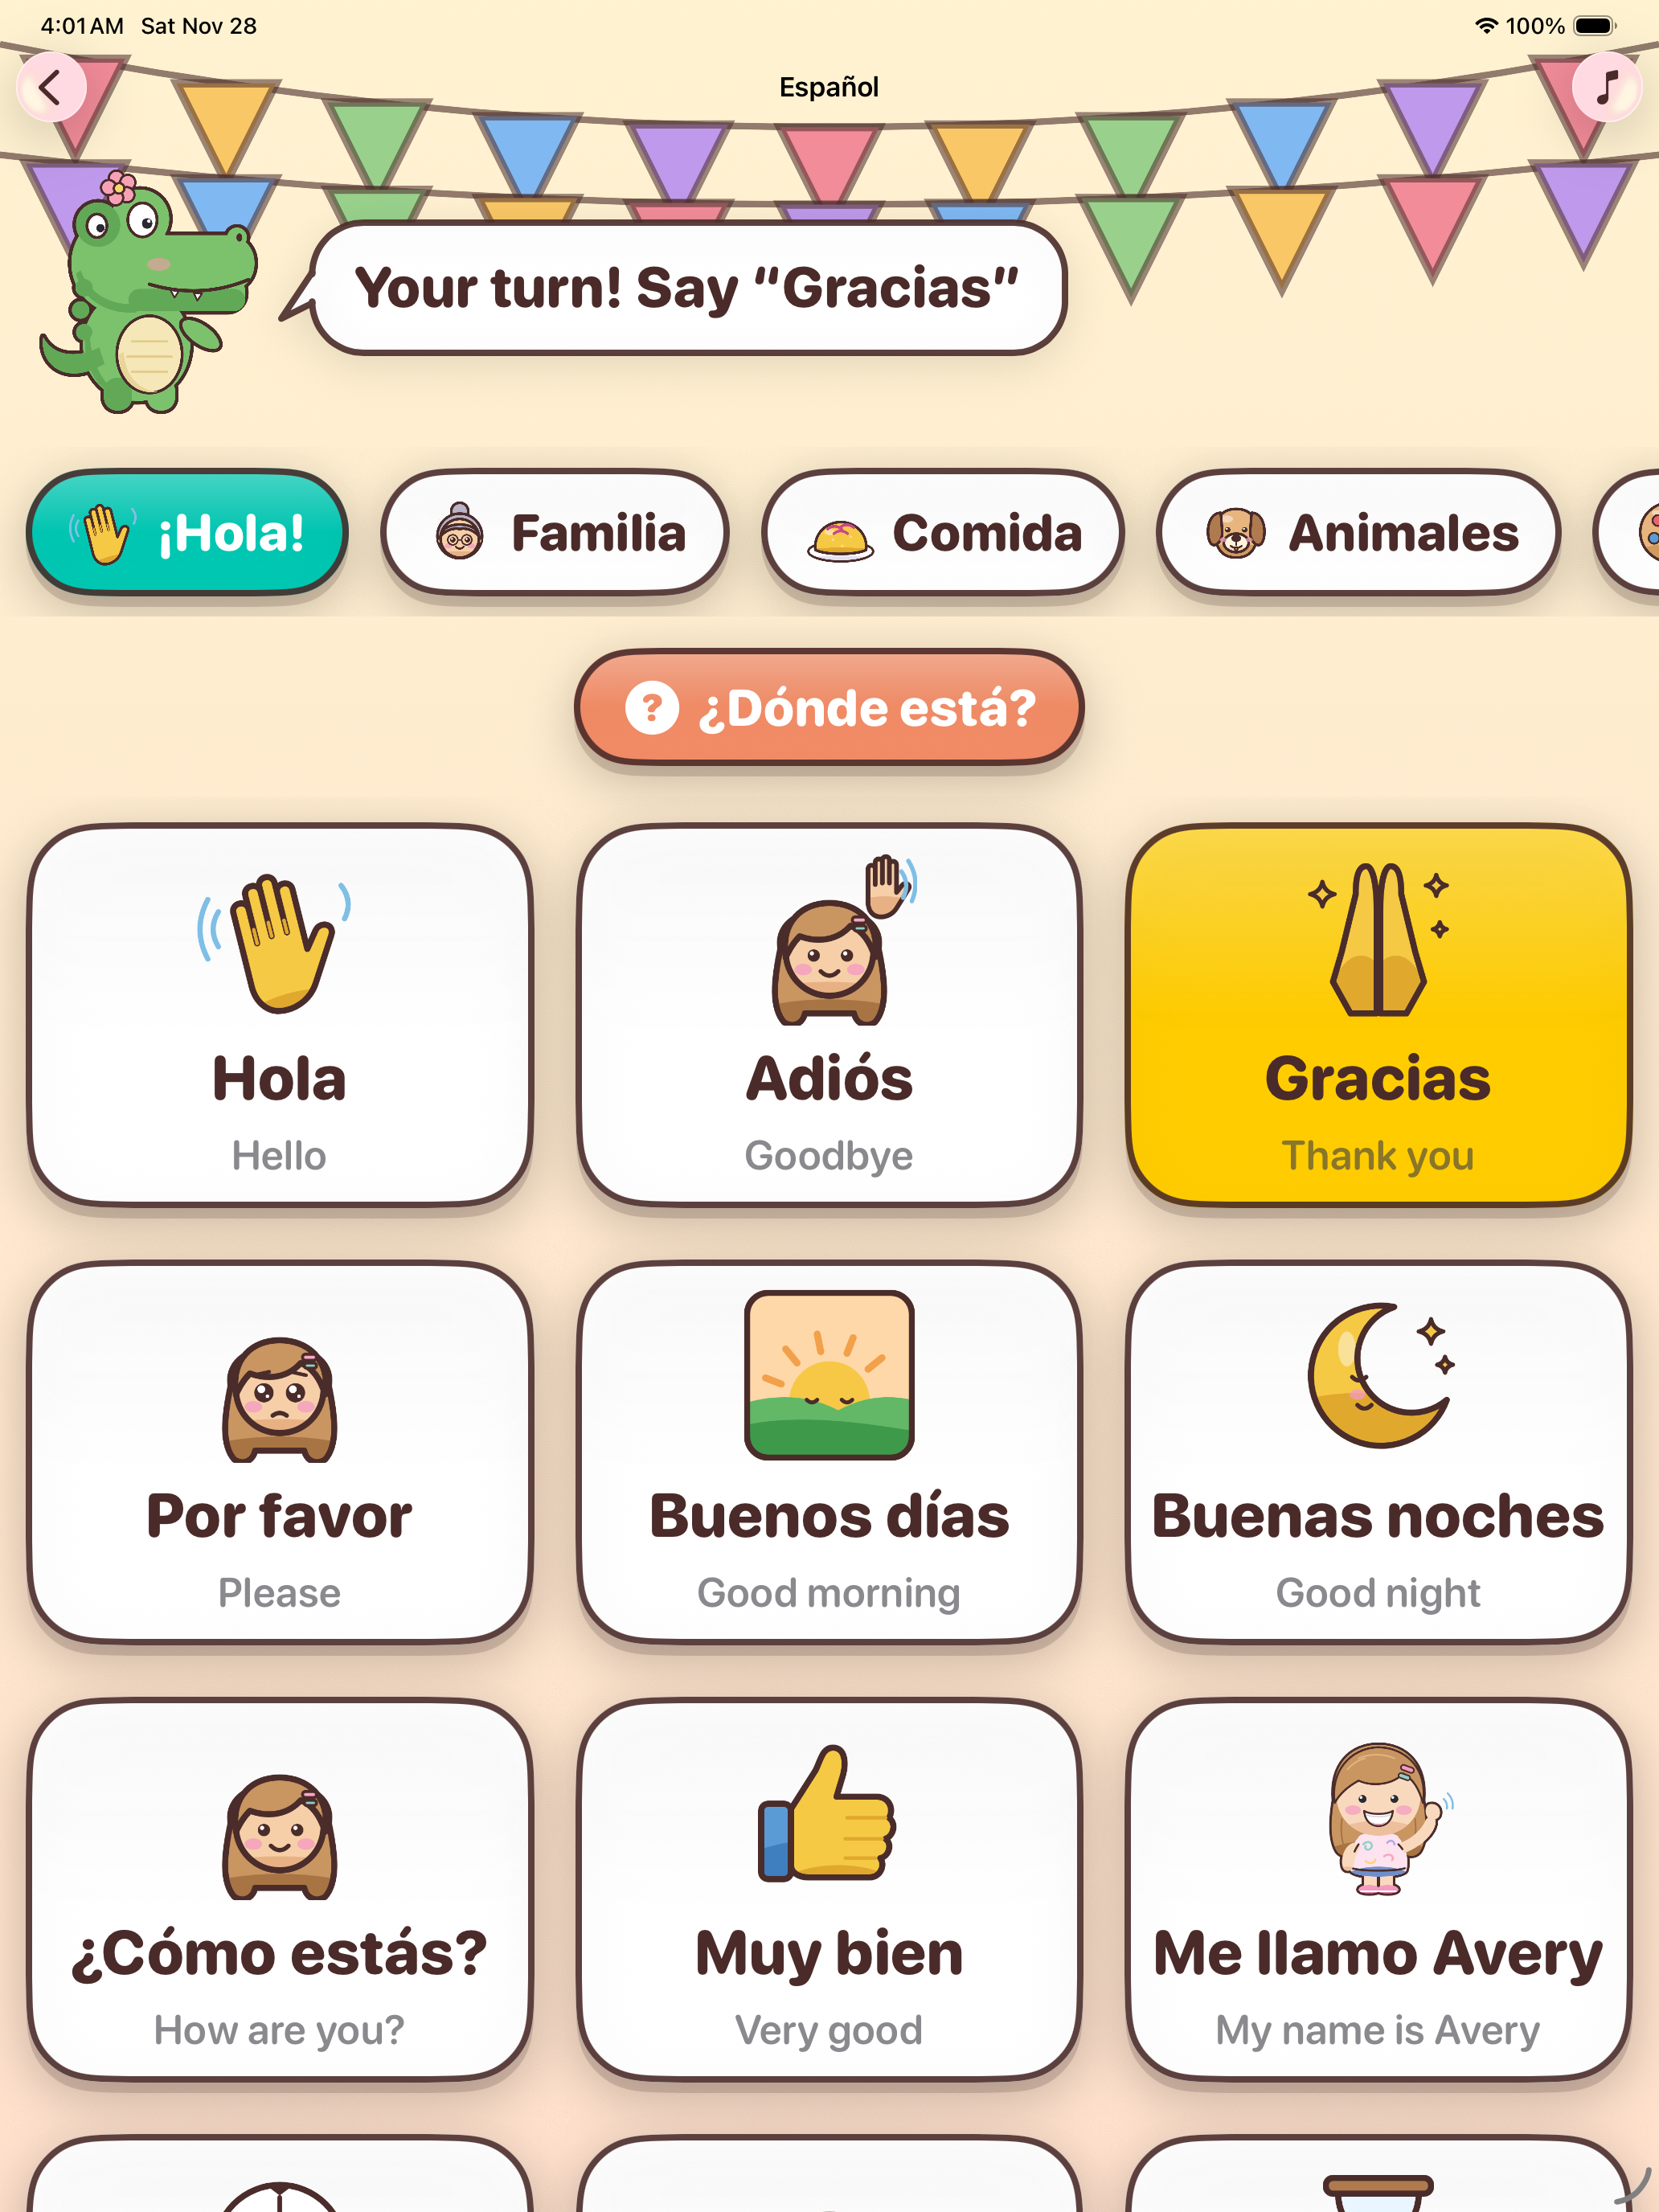 4:01 AM Sat Nov 28
100%
Español
Your turn! Say “Gracias”
¡Hola!
Familia
Comida
Animales
? ¿Dónde está?
Hola
Hello
Adiós
Goodbye
Gracias
Thank you
Por favor
Please
Buenos días
Good morning
Buenas noches
Good night
¿Cómo estás?
How are you?
Muy bien
Very good
Me llamo Avery
My name is Avery